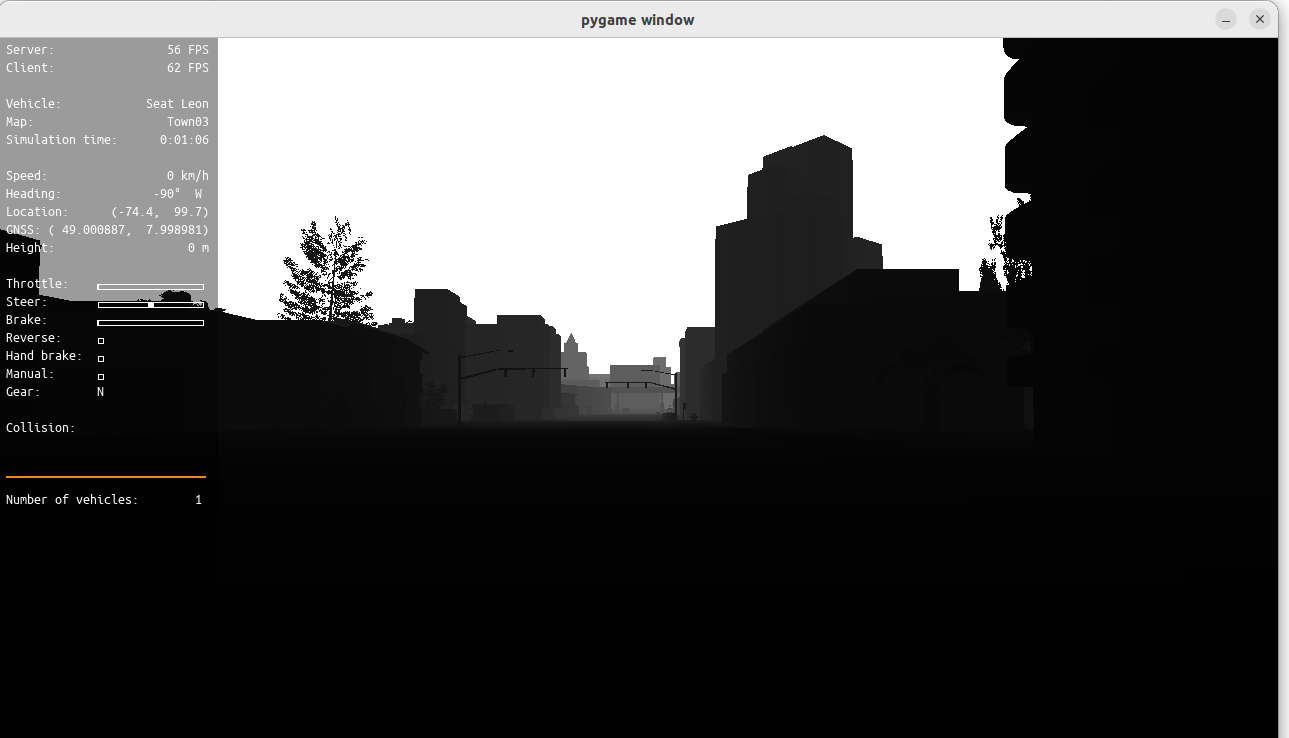 pygame window
Server: 56 FPS
Client: 62 FPS
Vehicle: Seat Leon
Map: Town03
Simulation time: 0:01:06
Speed: 0 km/h
Heading: -90° W
Location: (-74.4, 99.7)
GNSS: ( 49.000887, 7.998981)
Height: 0 m
Throttle:
Steer:
Brake:
Reverse:
Hand brake:
Manual:
Gear: N
Collision:
Number of vehicles: 1